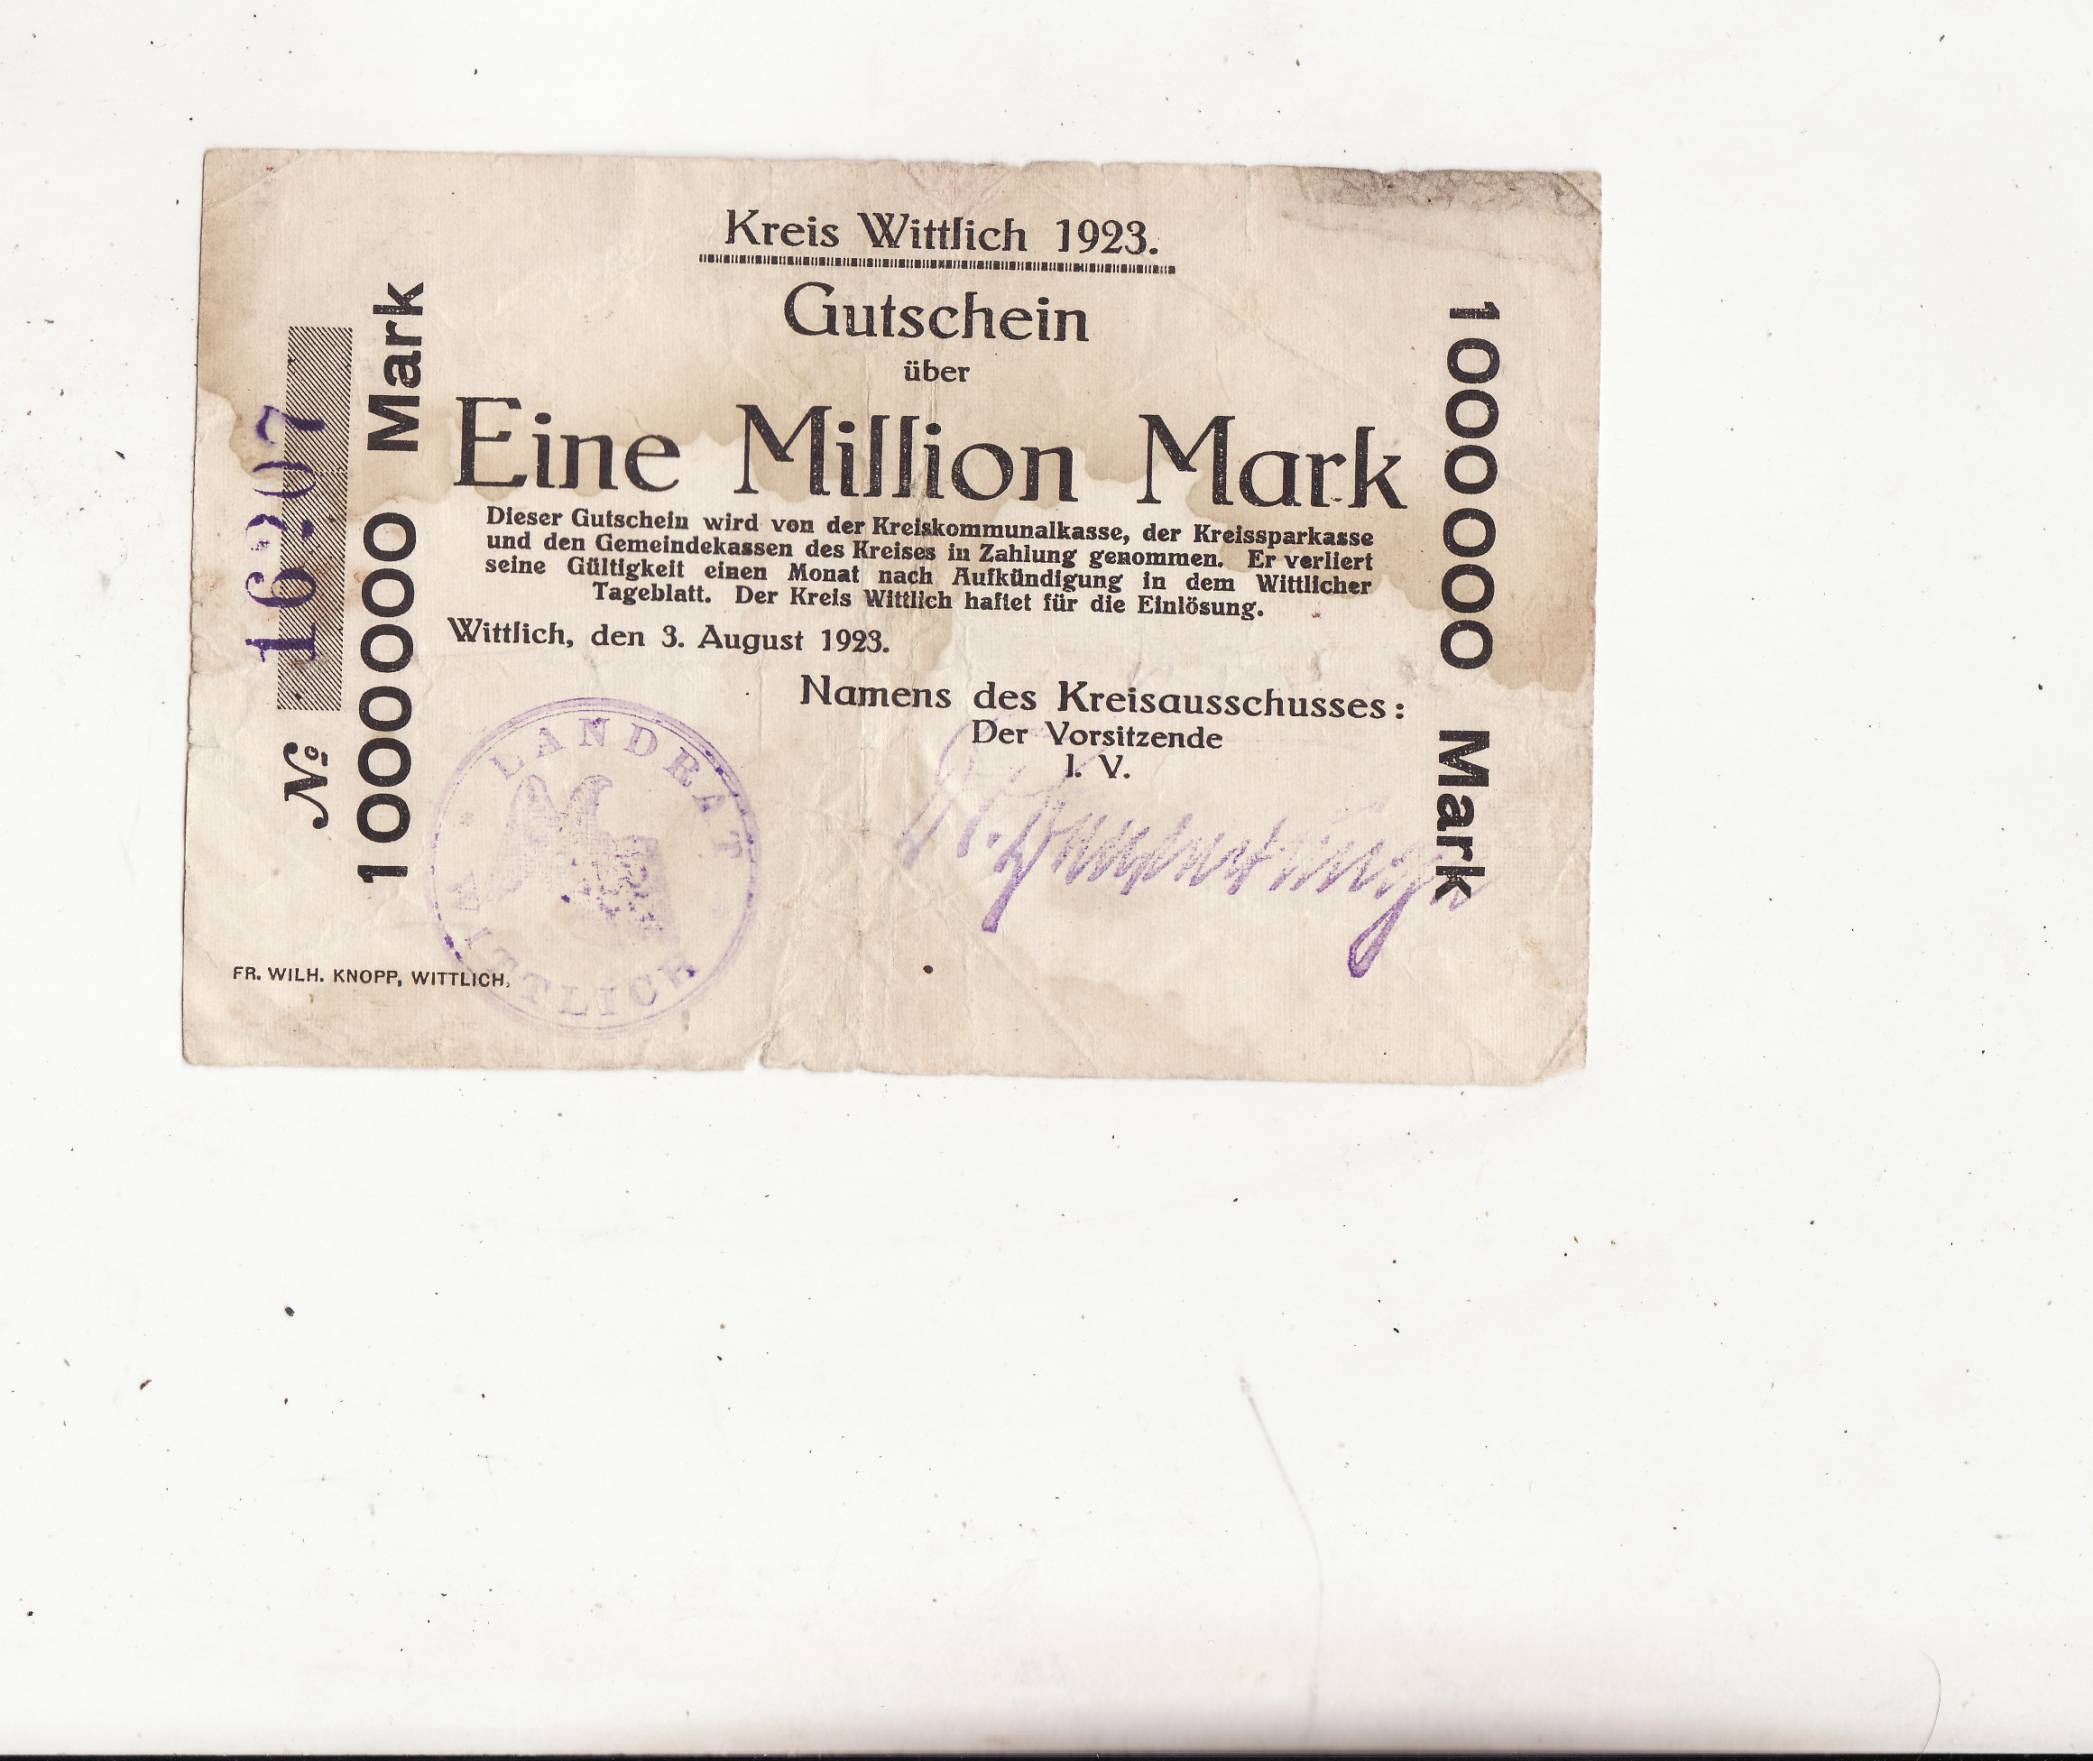 Kreis Wittlich 1923.
Gutschein
über
Eine Million Mark
Dieser Gutschein wird von der Kreiskommunalkasse, der Kreissparkasse
und den Gemeindekassen des Kreises in Zahlung genommen. Er verliert
seine Gültigkeit einen Monat nach Aufkündigung in dem Wittlicher
Tageblatt. Der Kreis Wittlich haftet für die Einlösung.
Wittlich, den 3. August 1923.
Namens des Kreisausschusses:
Der Vorsitzende
I. V.
№ 16207
1000000 Mark
1000000 Mark
LANDRAT
WITTLICH
FR. WILH. KNOPP, WITTLICH,